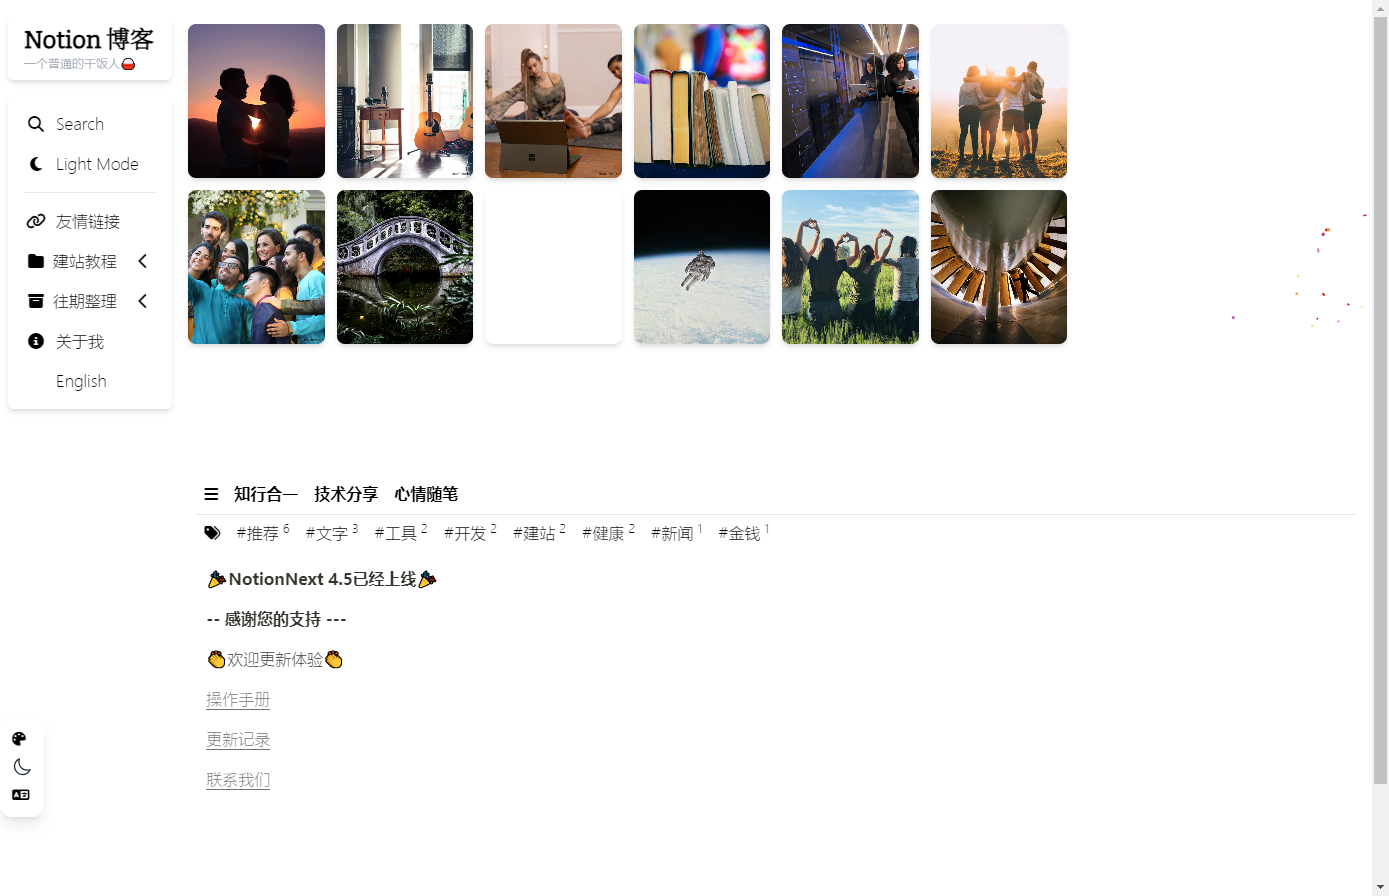 Notion 博客
一个普通的干饭人🍚
Search
Light Mode
友情链接
建站教程
往期整理
关于我
English
知行合一 技术分享 心情随笔
#推荐 6 #文字 3 #工具 2 #开发 2 #建站 2 #健康 2 #新闻 1 #金钱 1
🎉NotionNext 4.5已经上线🎉
-- 感谢您的支持 ---
👏欢迎更新体验👏
操作手册
更新记录
联系我们